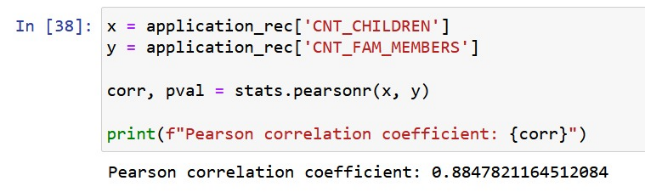 In [38]: x = application_rec['CNT_CHILDREN']
y = application_rec['CNT_FAM_MEMBERS']
corr, pval = stats.pearsonr(x, y)
print(f"Pearson correlation coefficient: {corr}")
Pearson correlation coefficient: 0.8847821164512084